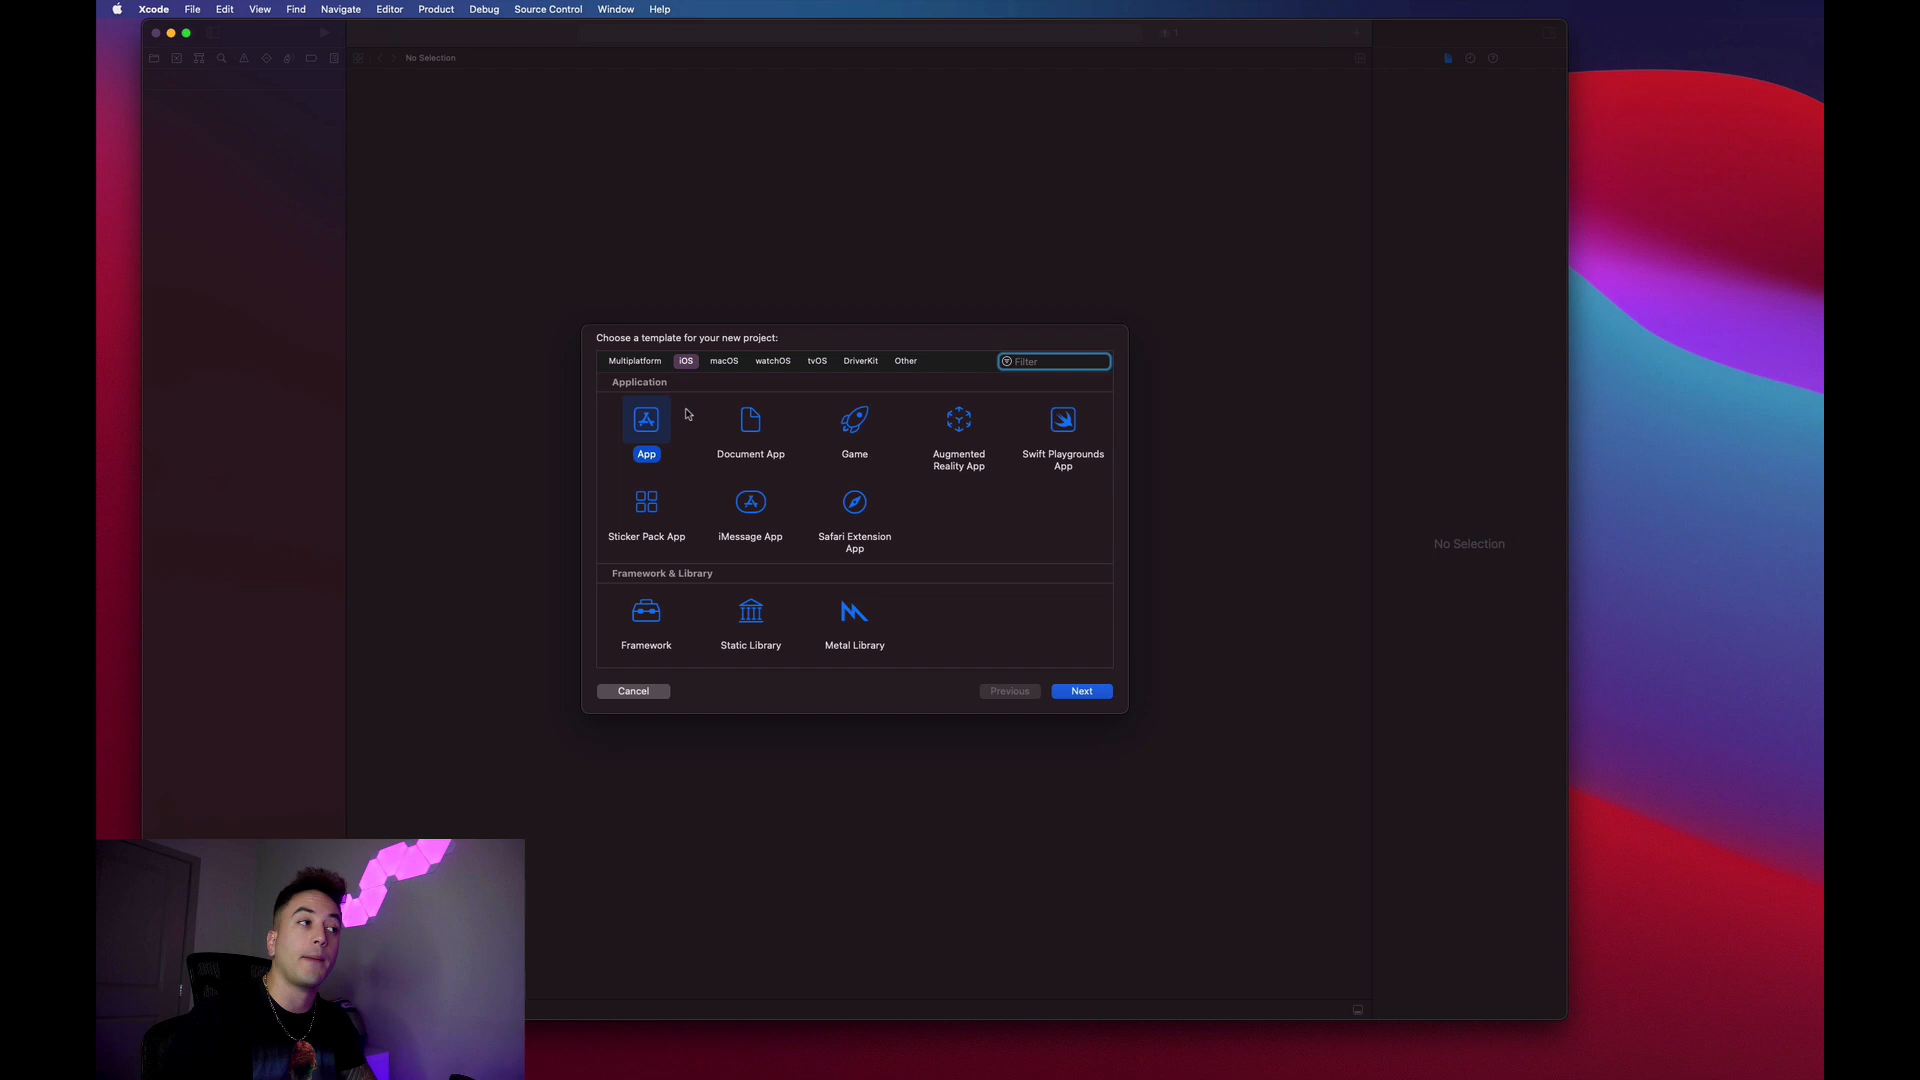 Xcode File Edit View Find Navigate Editor Product Debug Source Control Window Help
No Selection
1
Choose a template for your new project:
Multiplatform iOS macOS watchOS tvOS DriverKit Other Filter
Application
App Document App Game Augmented Reality App Swift Playgrounds App
Sticker Pack App iMessage App Safari Extension App
Framework & Library
Framework Static Library Metal Library
Cancel Previous Next
No Selection